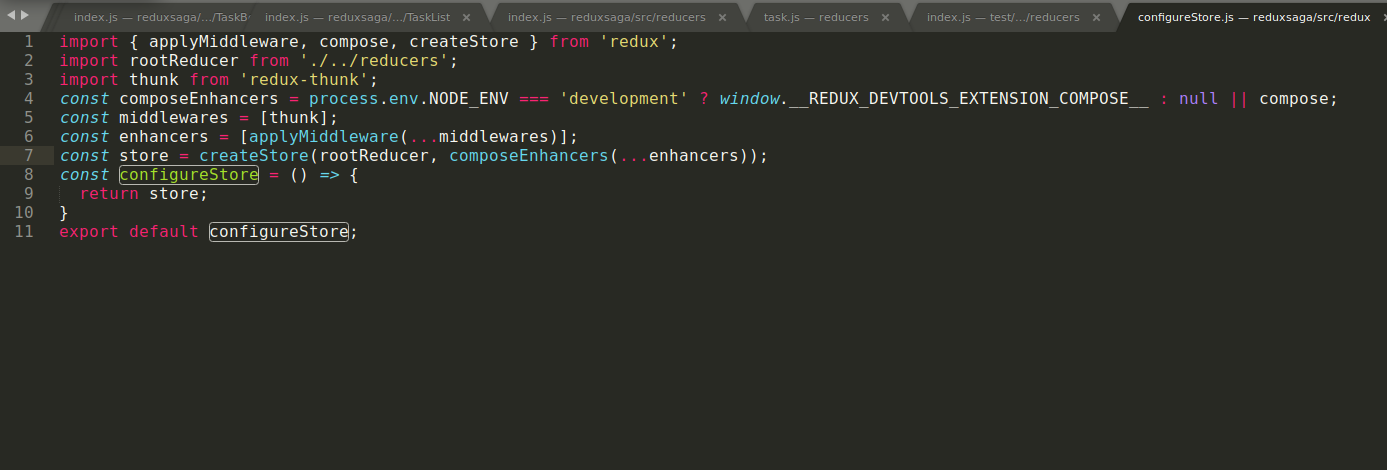 index.js — reduxsaga/.../TaskB
index.js — reduxsaga/.../TaskList ×
index.js — reduxsaga/src/reducers ×
task.js — reducers ×
index.js — test/.../reducers ×
configureStore.js — reduxsaga/src/redux ×
1 import { applyMiddleware, compose, createStore } from 'redux';
2 import rootReducer from './../reducers';
3 import thunk from 'redux-thunk';
4 const composeEnhancers = process.env.NODE_ENV === 'development' ? window.__REDUX_DEVTOOLS_EXTENSION_COMPOSE__ : null || compose;
5 const middlewares = [thunk];
6 const enhancers = [applyMiddleware(...middlewares)];
7 const store = createStore(rootReducer, composeEnhancers(...enhancers));
8 const configureStore = () => {
9   return store;
10 }
11 export default configureStore;